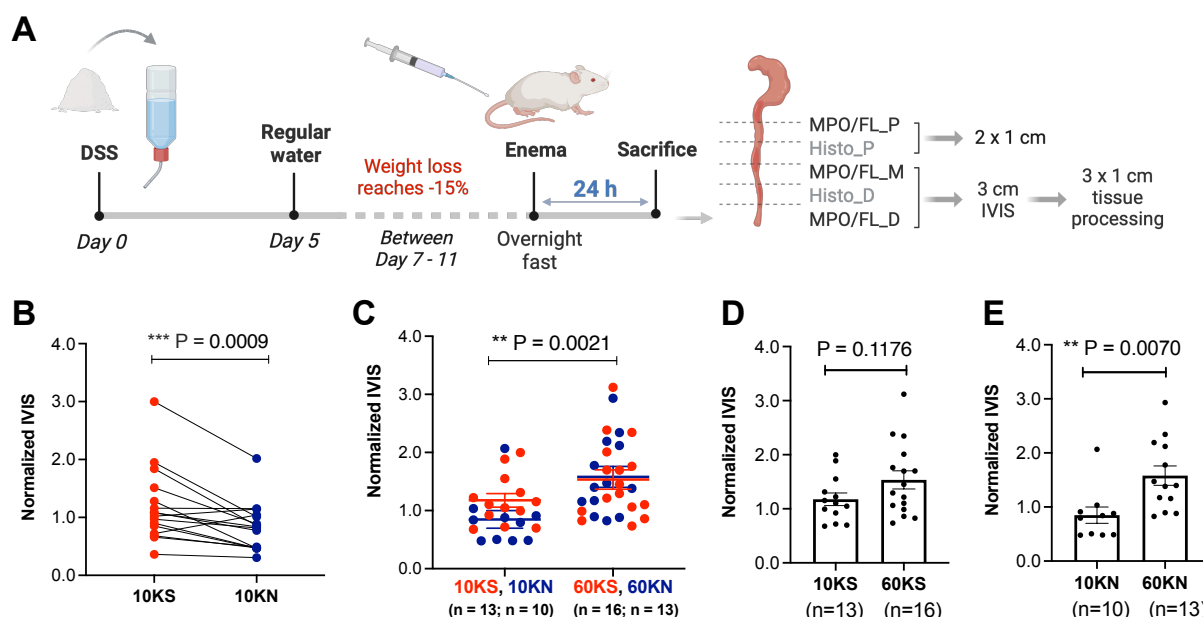 A
DSS
Regular
water
Weight loss
reaches -15%
Enema
Sacrifice
24 h
Day 0
Day 5
Between
Day 7 - 11
Overnight
fast
MPO/FL_P
Histo_P
MPO/FL_M
Histo_D
MPO/FL_D
2 x 1 cm
3 cm
IVIS
3 x 1 cm
tissue
processing
B
*** P = 0.0009
Normalized IVIS
4.0
3.0
2.0
1.0
0.0
10KS
10KN
C
** P = 0.0021
Normalized IVIS
4.0
3.0
2.0
1.0
0.0
10KS, 10KN
60KS, 60KN
(n = 13; n = 10)
(n = 16; n = 13)
D
P = 0.1176
Normalized IVIS
4.0
3.0
2.0
1.0
0.0
10KS
60KS
(n=13)
(n=16)
E
** P = 0.0070
Normalized IVIS
4.0
3.0
2.0
1.0
0.0
10KN
60KN
(n=10)
(n=13)